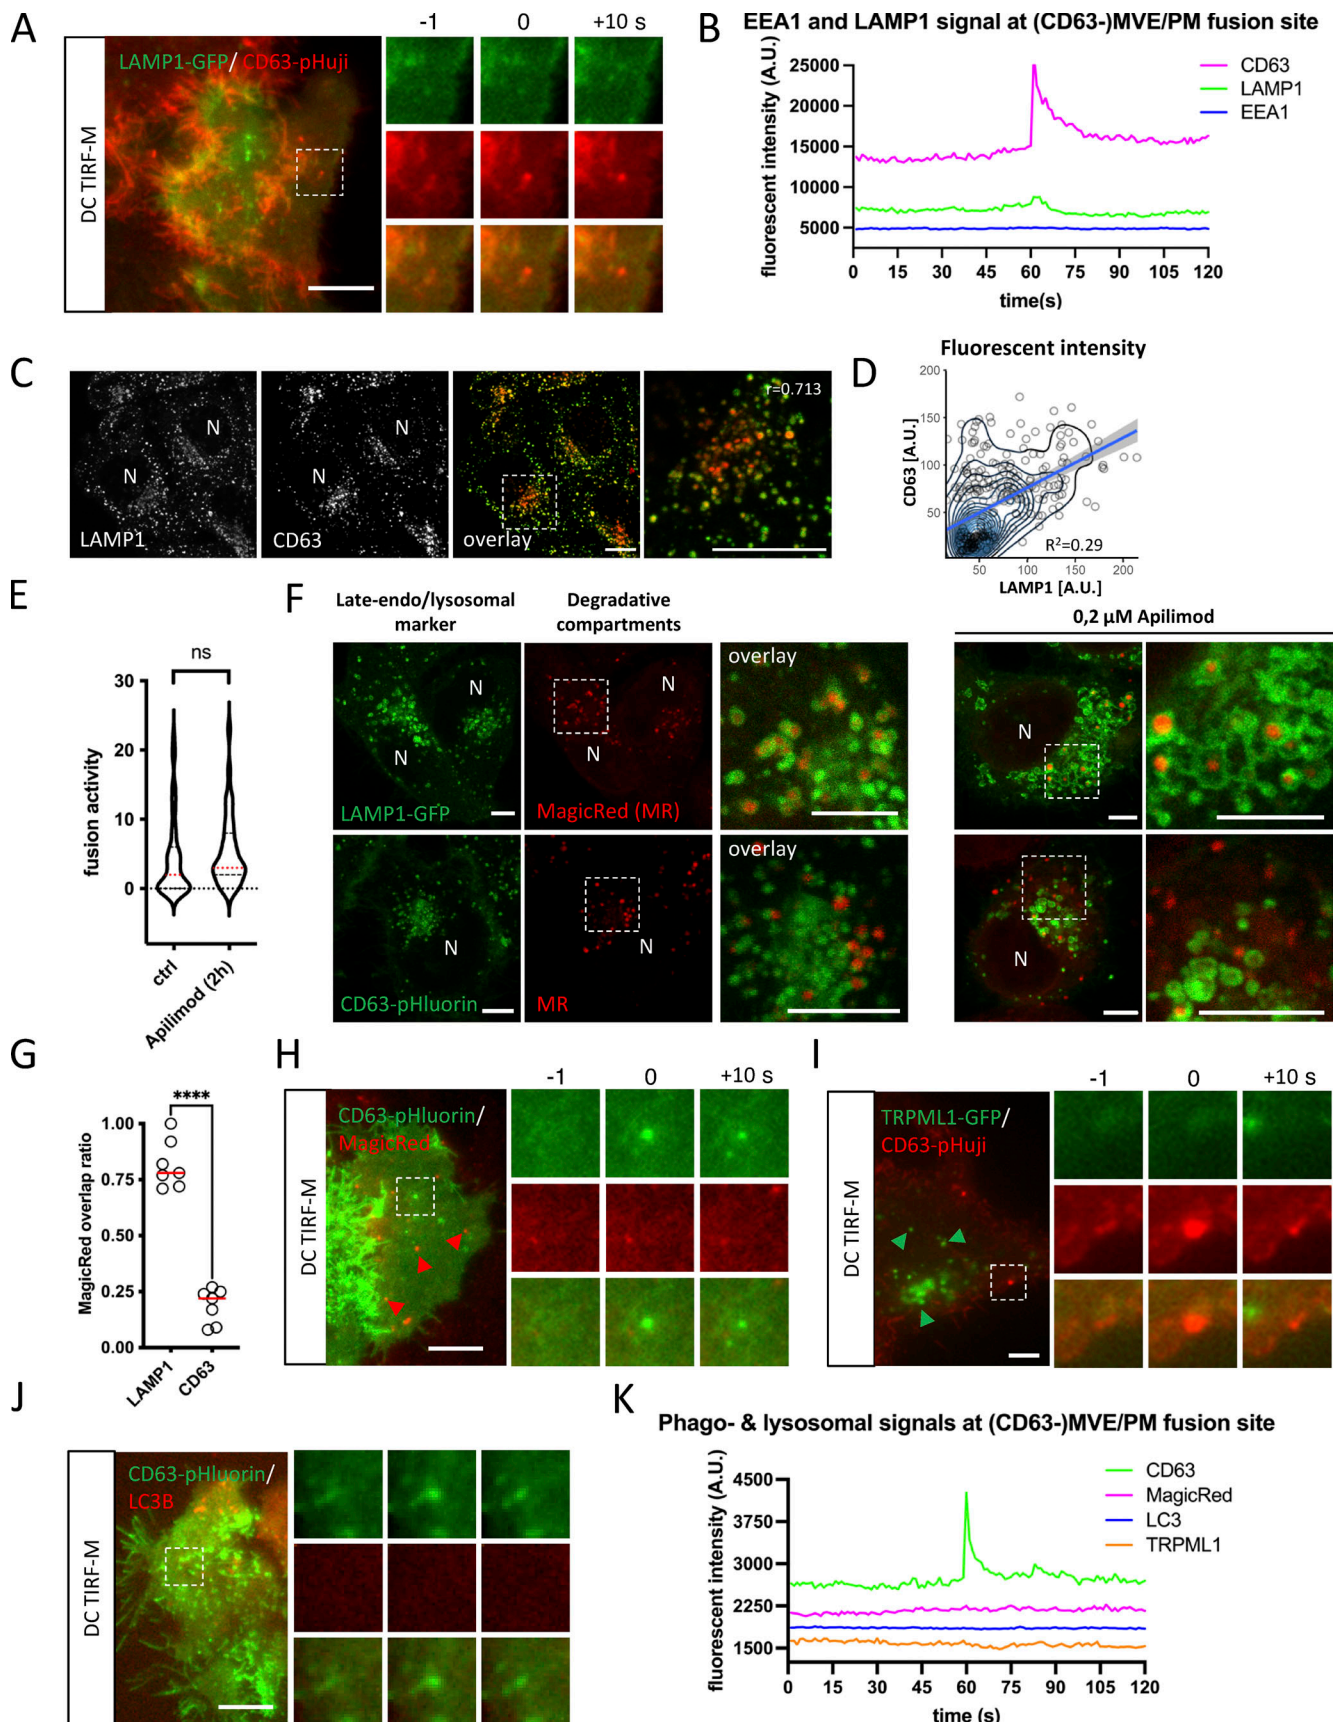 A
-1 0 +10 s
LAMP1-GFP/ CD63-pHuji
DC TIRF-M
B
EEA1 and LAMP1 signal at (CD63-)MVE/PM fusion site
fluorescent intensity (A.U.)
25000
20000
15000
10000
5000
0 15 30 45 60 75 90 105 120
time(s)
CD63
LAMP1
EEA1
C
N
N
LAMP1
CD63
N
N
overlay
r=0.713
D
Fluorescent intensity
CD63 [A.U.]
200
150
100
50
R²=0.29
50 100 150 200
LAMP1 [A.U.]
E
ns
fusion activity
30
20
10
0
ctrl
Apilimod (2h)
F
Late-endo/lysosomal
marker
Degradative
compartments
0,2 µM Apilimod
N
N
LAMP1-GFP
N
N
MagicRed (MR)
overlay
N
N
CD63-pHluorin
N
MR
overlay
N
G
****
MagicRed overlap ratio
1.00
0.75
0.50
0.25
0.00
LAMP1
CD63
H
-1 0 +10 s
CD63-pHluorin/
MagicRed
DC TIRF-M
I
-1 0 +10 s
TRPML1-GFP/
CD63-pHuji
DC TIRF-M
J
CD63-pHluorin/
LC3B
DC TIRF-M
K
Phago- & lysosomal signals at (CD63-)MVE/PM fusion site
fluorescent intensity (A.U.)
4500
3750
3000
2250
1500
0 15 30 45 60 75 90 105 120
time (s)
CD63
MagicRed
LC3
TRPML1